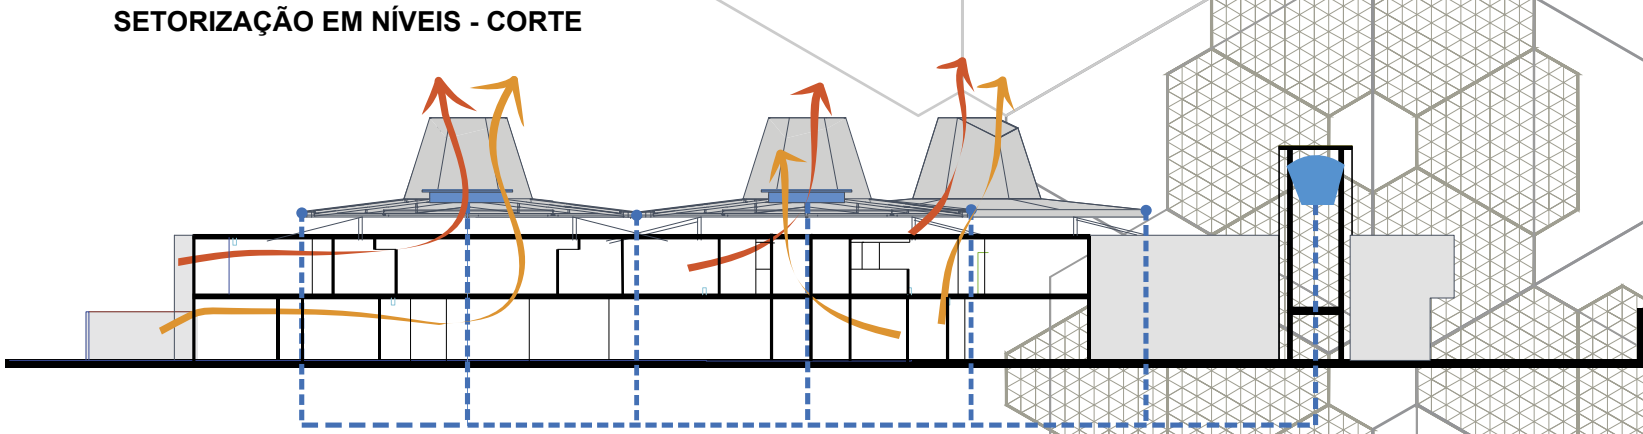 SETORIZAÇÃO EM NÍVEIS - CORTE